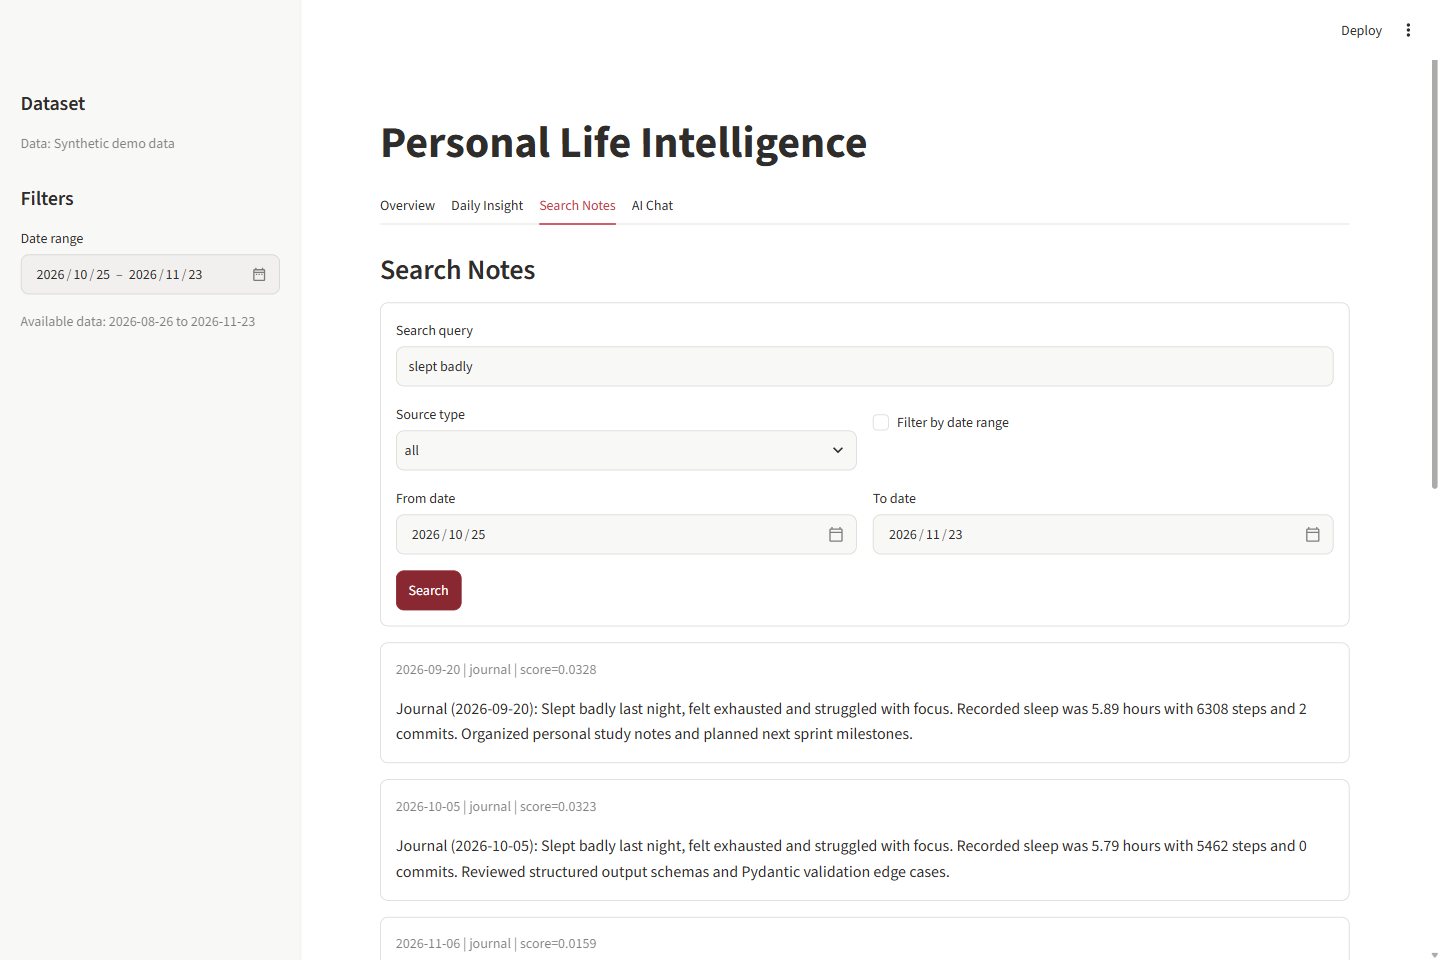 Deploy
Dataset
Data: Synthetic demo data
Filters
Date range
2026/10/25 – 2026/11/23
Available data: 2026-08-26 to 2026-11-23
Personal Life Intelligence
Overview Daily Insight Search Notes AI Chat
Search Notes
Search query
slept badly
Source type
Filter by date range
all
From date To date
2026/10/25 2026/11/23
Search
2026-09-20 | journal | score=0.0328
Journal (2026-09-20): Slept badly last night, felt exhausted and struggled with focus. Recorded sleep was 5.89 hours with 6308 steps and 2
commits. Organized personal study notes and planned next sprint milestones.
2026-10-05 | journal | score=0.0323
Journal (2026-10-05): Slept badly last night, felt exhausted and struggled with focus. Recorded sleep was 5.79 hours with 5462 steps and 0
commits. Reviewed structured output schemas and Pydantic validation edge cases.
2026-11-06 | journal | score=0.0159